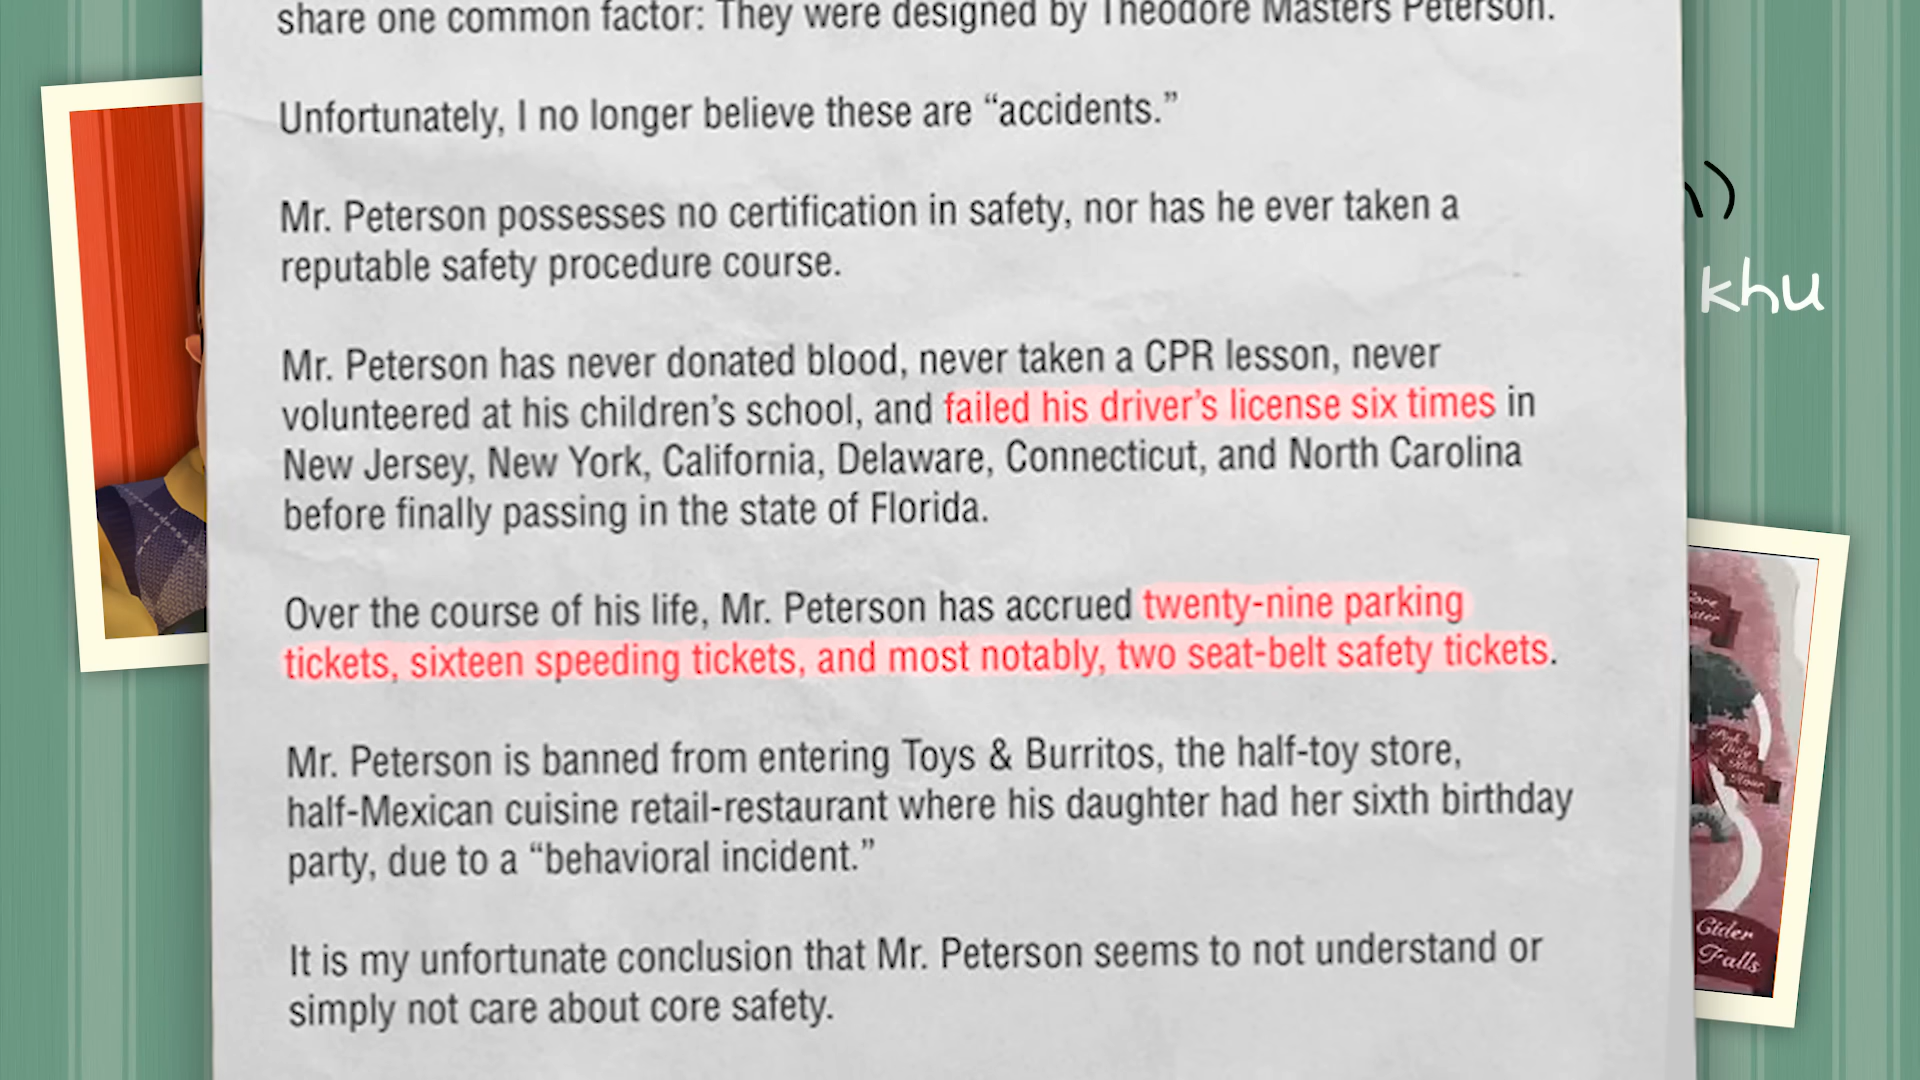 share one common factor: They were designed by Theodore Masters Peterson.
Unfortunately, I no longer believe these are “accidents.”
Mr. Peterson possesses no certification in safety, nor has he ever taken a
reputable safety procedure course.
Mr. Peterson has never donated blood, never taken a CPR lesson, never
volunteered at his children’s school, and failed his driver’s license six times in
New Jersey, New York, California, Delaware, Connecticut, and North Carolina
before finally passing in the state of Florida.
Over the course of his life, Mr. Peterson has accrued twenty-nine parking
tickets, sixteen speeding tickets, and most notably, two seat-belt safety tickets.
Mr. Peterson is banned from entering Toys & Burritos, the half-toy store,
half-Mexican cuisine retail-restaurant where his daughter had her sixth birthday
party, due to a “behavioral incident.”
It is my unfortunate conclusion that Mr. Peterson seems to not understand or
simply not care about core safety.
khu
Cider
Falls